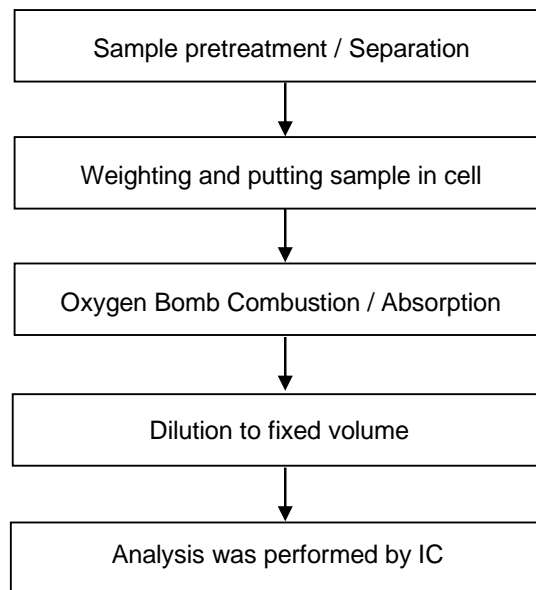 Sample pretreatment / Separation
Weighting and putting sample in cell
Oxygen Bomb Combustion / Absorption
Dilution to fixed volume
Analysis was performed by IC